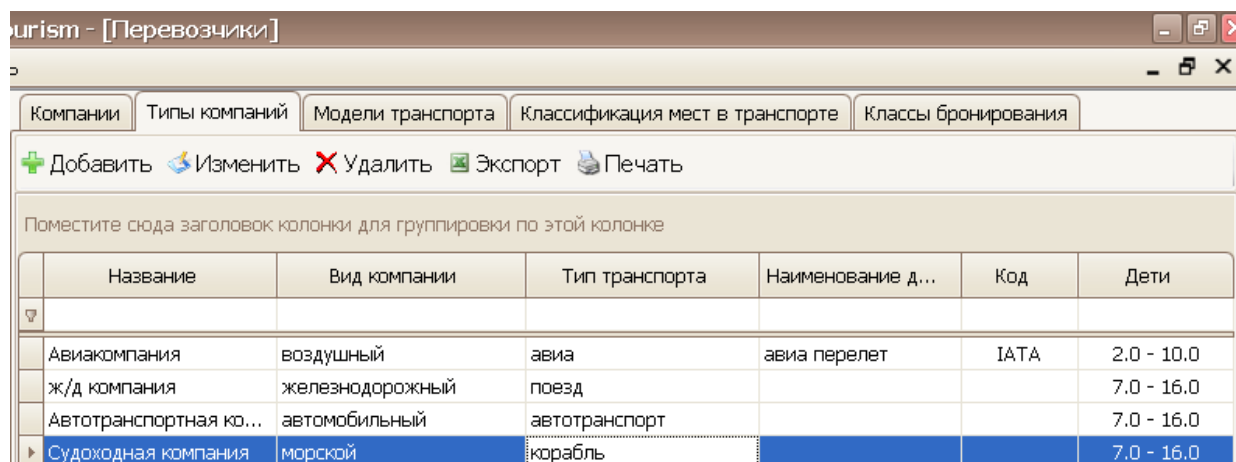 urism - [Перевозчики]
Компании Типы компаний Модели транспорта Классификация мест в транспорте Классы бронирования
Добавить Изменить Удалить Экспорт Печать
Поместите сюда заголовок колонки для группировки по этой колонке
Название Вид компании Тип транспорта Наименование д... Код Дети
Авиакомпания воздушный авиа авиа перелет IATA 2.0 - 10.0
ж/д компания железнодорожный поезд 7.0 - 16.0
Автотранспортная ко... автомобильный автотранспорт 7.0 - 16.0
Судоходная компания морской корабль 7.0 - 16.0